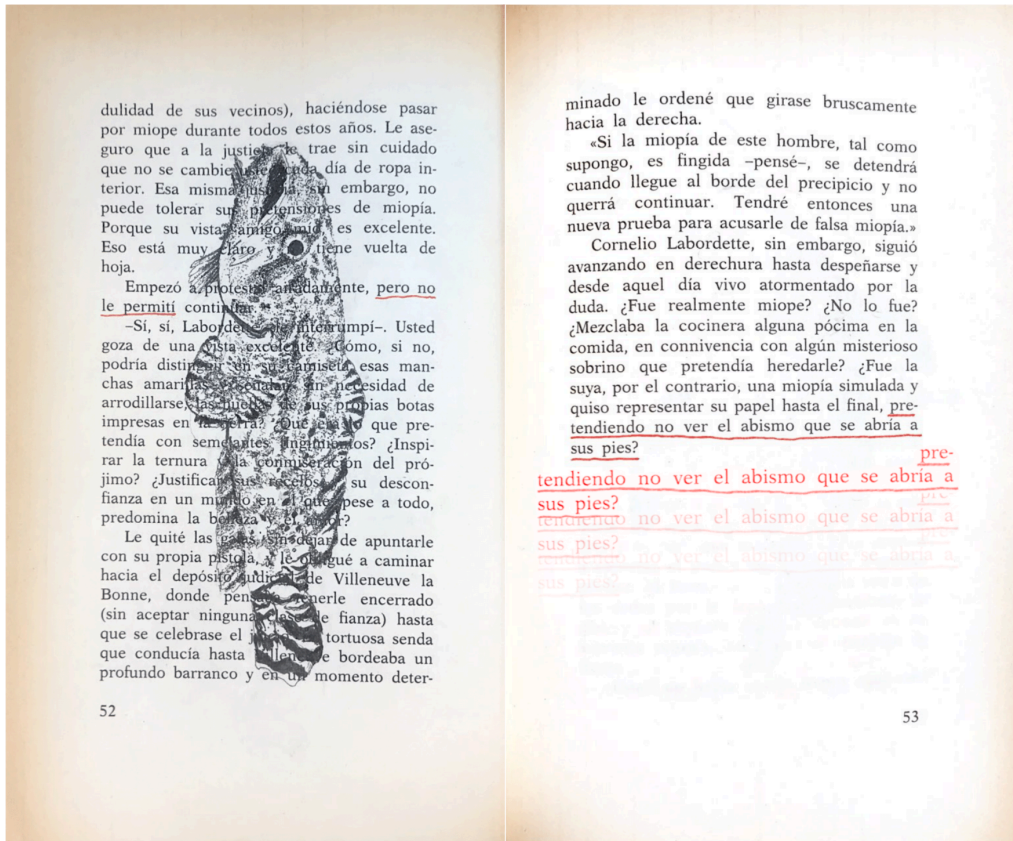 dulidad de sus vecinos), haciéndose pasar
por miope durante todos estos años. Le ase-
guro que a la justicia le trae sin cuidado
que no se cambie usted cada día de ropa in-
terior. Esa misma justicia, sin embargo, no
puede tolerar sus pretensiones de miopía.
Porque su vista, amigo mío, es excelente.
Eso está muy claro y no tiene vuelta de
hoja.
Empezó a protestar airadamente, pero no
le permití continuar.
–Sí, sí, Labordette –le interrumpí–. Usted
goza de una vista excelente. ¿Cómo, si no,
podría distinguir en su camiseta esas man-
chas amarillas y señalar, sin necesidad de
arrodillarse, las huellas de sus propias botas
impresas en la tierra? ¿Qué era lo que pre-
tendía con semejantes fingimientos? ¿Inspi-
rar la ternura y la conmiseración del pró-
jimo? ¿Justificar sus recelos y su descon-
fianza en un mundo en el que, pese a todo,
predomina la belleza y el amor?
Le quité las gafas, sin dejar de apuntarle
con su propia pistola, y le obligué a caminar
hacia el depósito judicial de Villeneuve la
Bonne, donde pensaba tenerle encerrado
(sin aceptar ninguna clase de fianza) hasta
que se celebrase el tortuosa senda
que conducía hasta Villeneuve bordeaba un
profundo barranco y en un momento deter-
52
minado le ordené que girase bruscamente
hacia la derecha.
«Si la miopía de este hombre, tal como
supongo, es fingida –pensé–, se detendrá
cuando llegue al borde del precipicio y no
querrá continuar. Tendré entonces una
nueva prueba para acusarle de falsa miopía.»
Cornelio Labordette, sin embargo, siguió
avanzando en derechura hasta despeñarse y
desde aquel día vivo atormentado por la
duda. ¿Fue realmente miope? ¿No lo fue?
¿Mezclaba la cocinera alguna pócima en la
comida, en connivencia con algún misterioso
sobrino que pretendía heredarle? ¿Fue la
suya, por el contrario, una miopía simulada y
quiso representar su papel hasta el final, pre-
tendiendo no ver el abismo que se abría a
sus pies?
pre-
tendiendo no ver el abismo que se abría a
sus pies?
pre-
tendiendo no ver el abismo que se abría a
sus pies?
pre-
tendiendo no ver el abismo que se abría a
sus pies?
53